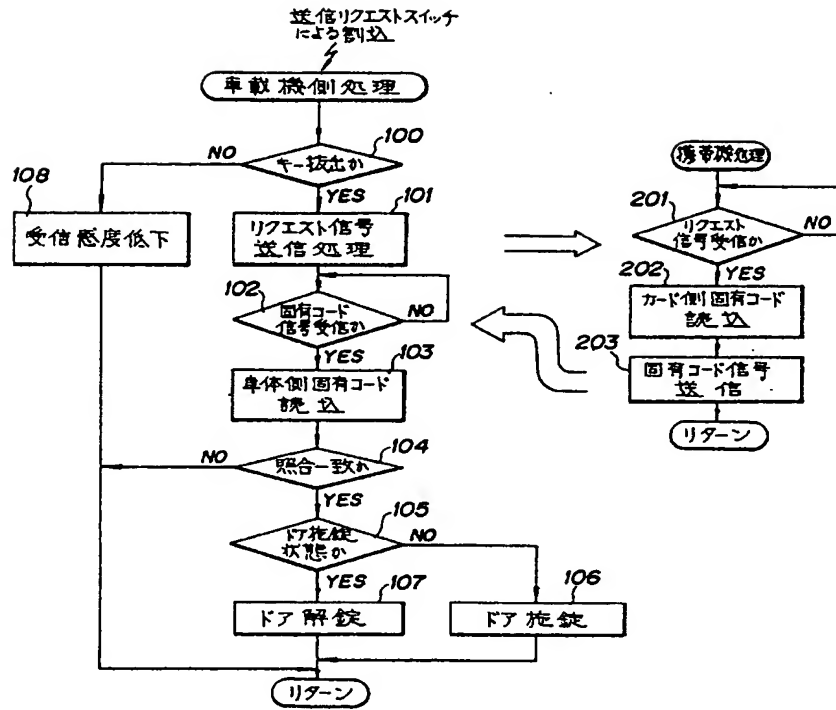 送信リクエストスイッチ
による割込
車載機側処理
100
キー抜出か
NO
YES
108
受信感度低下
101
リクエスト信号
送信処理
102
固有コード
信号受信か
NO
YES
103
車体側固有コード
読込
104
照合一致か
NO
YES
105
ドア施錠
状態か
NO
YES
107
ドア解錠
106
ドア施錠
リターン
携帯機処理
201
リクエスト
信号受信か
NO
YES
202
カード側固有コード
読込
203
固有コード信号
送信
リターン